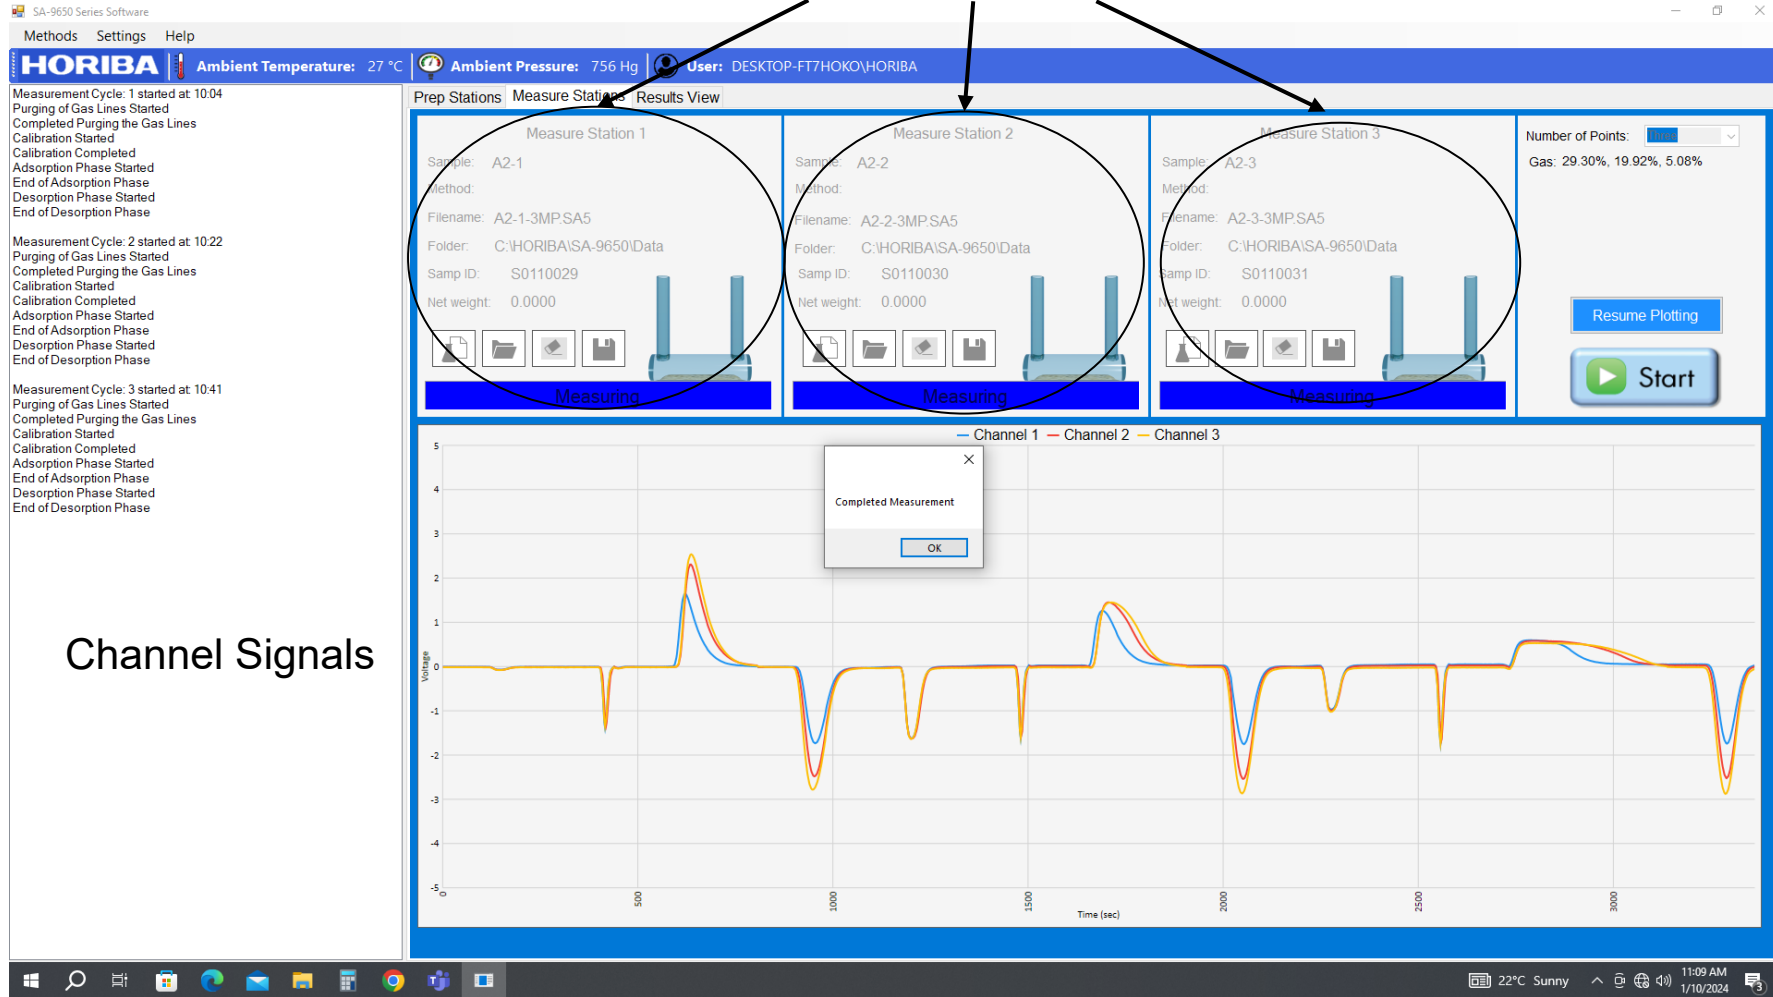 SA-9650 Series Software
Methods Settings Help
HORIBA Ambient Temperature: 27 °C Ambient Pressure: 756 Hg User: DESKTOP-FT7HOKO\HORIBA
Measurement Cycle: 1 started at: 10:04
Purging of Gas Lines Started
Completed Purging the Gas Lines
Calibration Started
Calibration Completed
Adsorption Phase Started
End of Adsorption Phase
Desorption Phase Started
End of Desorption Phase
Measurement Cycle: 2 started at: 10:22
Purging of Gas Lines Started
Completed Purging the Gas Lines
Calibration Started
Calibration Completed
Adsorption Phase Started
End of Adsorption Phase
Desorption Phase Started
End of Desorption Phase
Measurement Cycle: 3 started at: 10:41
Purging of Gas Lines Started
Completed Purging the Gas Lines
Calibration Started
Calibration Completed
Adsorption Phase Started
End of Adsorption Phase
Desorption Phase Started
End of Desorption Phase
Channel Signals
Prep Stations Measure Stations Results View
Measure Station 1
Sample: A2-1
Method:
Filename: A2-1-3MP.SA5
Folder: C:\HORIBA\SA-9650\Data
Samp ID: S0110029
Net weight: 0.0000
Measuring
Measure Station 2
Sample: A2-2
Method:
Filename: A2-2-3MP.SA5
Folder: C:\HORIBA\SA-9650\Data
Samp ID: S0110030
Net weight: 0.0000
Measuring
Measure Station 3
Sample: A2-3
Method:
Filename: A2-3-3MP.SA5
Folder: C:\HORIBA\SA-9650\Data
Samp ID: S0110031
Net weight: 0.0000
Measuring
Number of Points: Three
Gas: 29.30%, 19.92%, 5.08%
Resume Plotting
Start
Channel 1 Channel 2 Channel 3
Completed Measurement
OK
5
4
3
2
1
0
-1
-2
-3
-4
-5
Voltage
0 500 1000 1500 2000 2500 3000
Time (sec)
22°C Sunny
11:09 AM
1/10/2024
3